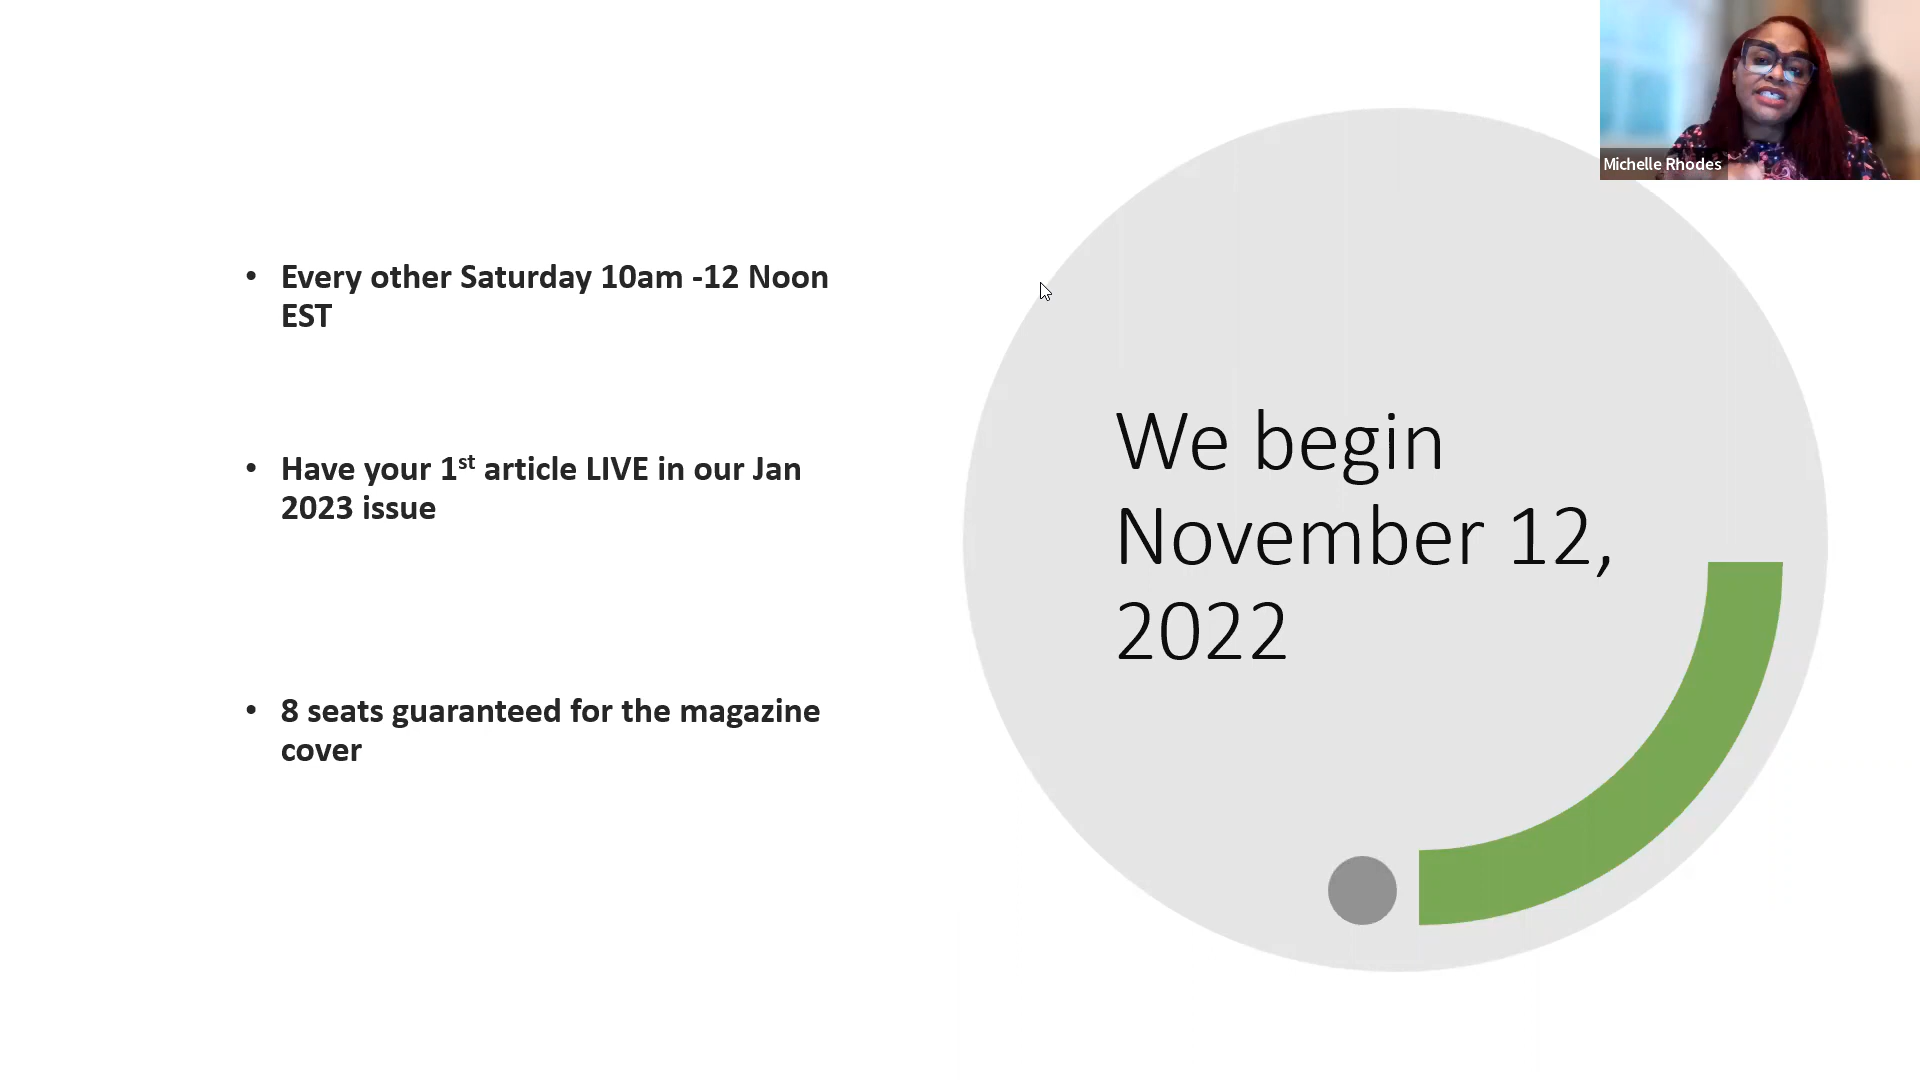 Michelle Rhodes
• Every other Saturday 10am -12 Noon
EST
• Have your 1st article LIVE in our Jan
2023 issue
• 8 seats guaranteed for the magazine
cover
We begin
November 12,
2022